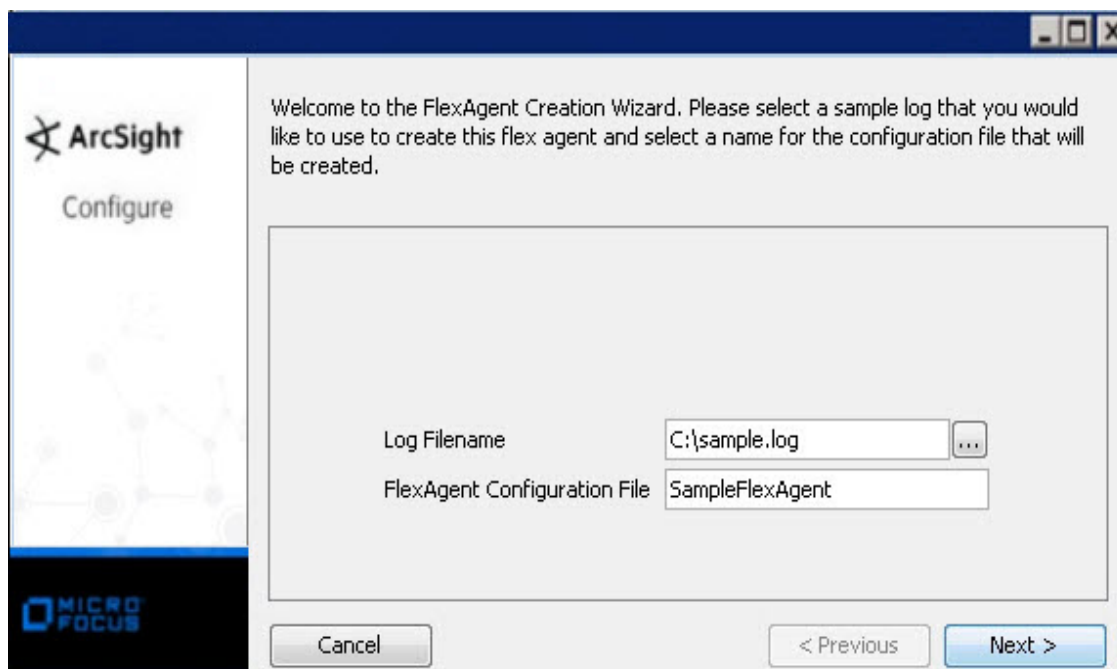 ArcSight
Configure
Welcome to the FlexAgent Creation Wizard. Please select a sample log that you would
like to use to create this flex agent and select a name for the configuration file that will
be created.
Log Filename
C:\sample.log
...
FlexAgent Configuration File
SampleFlexAgent
MICRO
FOCUS
Cancel
< Previous
Next >